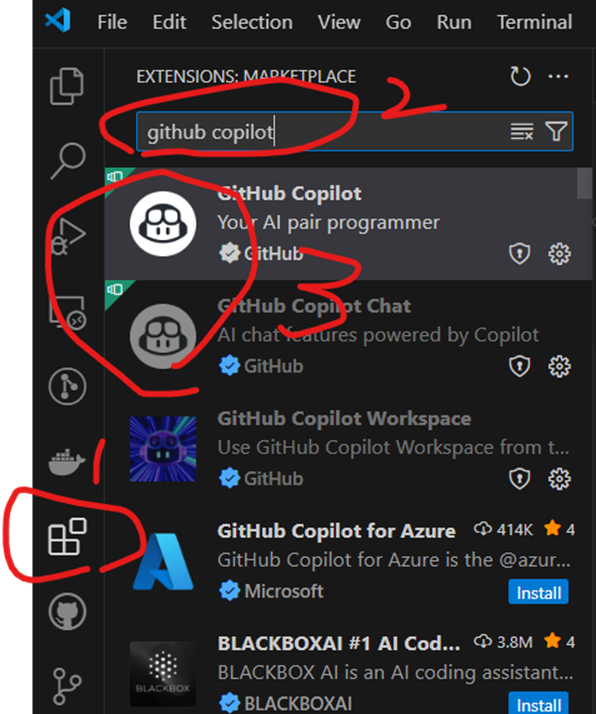 File Edit Selection View Go Run Terminal
EXTENSIONS: MARKETPLACE
2
github copilot
GitHub Copilot
Your AI pair programmer
GitHub
3
GitHub Copilot Chat
AI chat features powered by Copilot
GitHub
GitHub Copilot Workspace
Use GitHub Copilot Workspace from t...
1
GitHub
GitHub Copilot for Azure 414K 4
GitHub Copilot for Azure is the @azur...
Microsoft Install
BLACKBOXAI #1 AI Cod... 3.8M 4
BLACKBOX AI is an AI coding assistant...
BLACKBOX
BLACKBOXAI Install